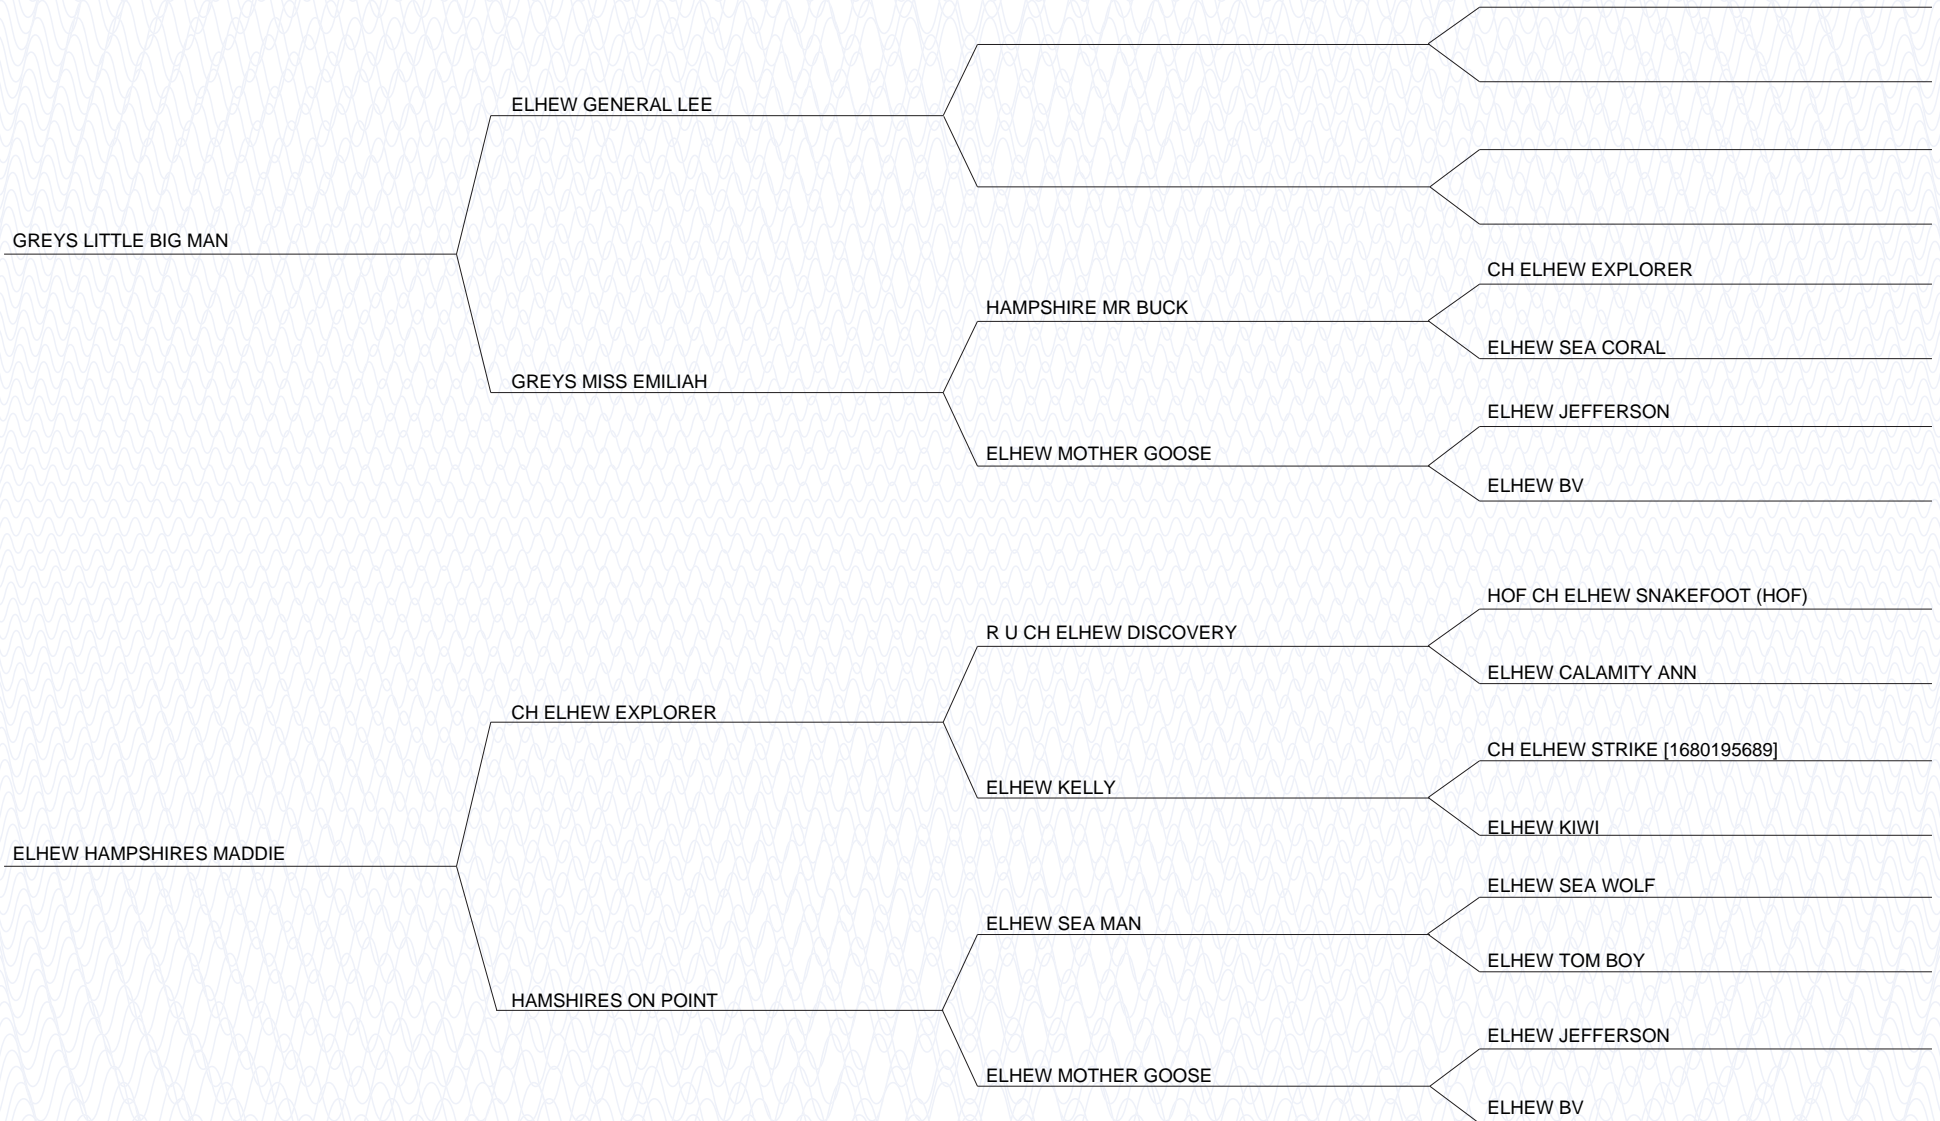 GREYS LITTLE BIG MAN
ELHEW GENERAL LEE
GREYS MISS EMILIAH
HAMPSHIRE MR BUCK
CH ELHEW EXPLORER
ELHEW SEA CORAL
ELHEW MOTHER GOOSE
ELHEW JEFFERSON
ELHEW BV
ELHEW HAMPSHIRES MADDIE
CH ELHEW EXPLORER
R U CH ELHEW DISCOVERY
HOF CH ELHEW SNAKEFOOT (HOF)
ELHEW CALAMITY ANN
ELHEW KELLY
CH ELHEW STRIKE [1680195689]
ELHEW KIWI
HAMSHIRES ON POINT
ELHEW SEA MAN
ELHEW SEA WOLF
ELHEW TOM BOY
ELHEW MOTHER GOOSE
ELHEW JEFFERSON
ELHEW BV